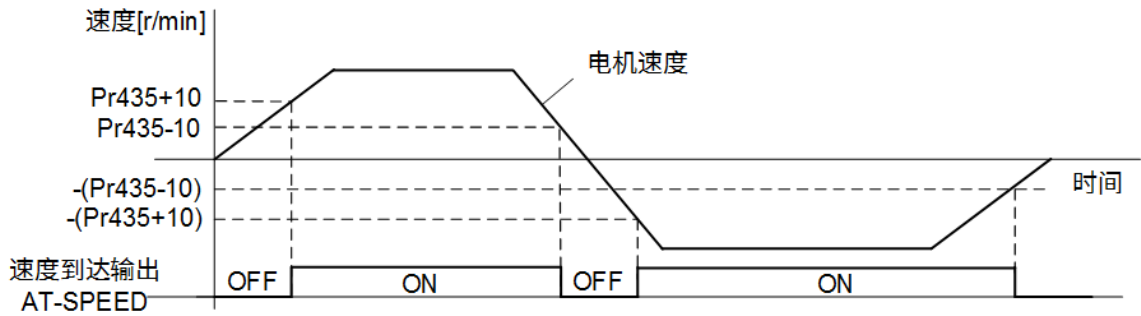 速度[r/min]
电机速度
Pr435+10
Pr435-10
-(Pr435-10)
时间
-(Pr435+10)
速度到达输出
AT-SPEED
OFF
ON
OFF
ON